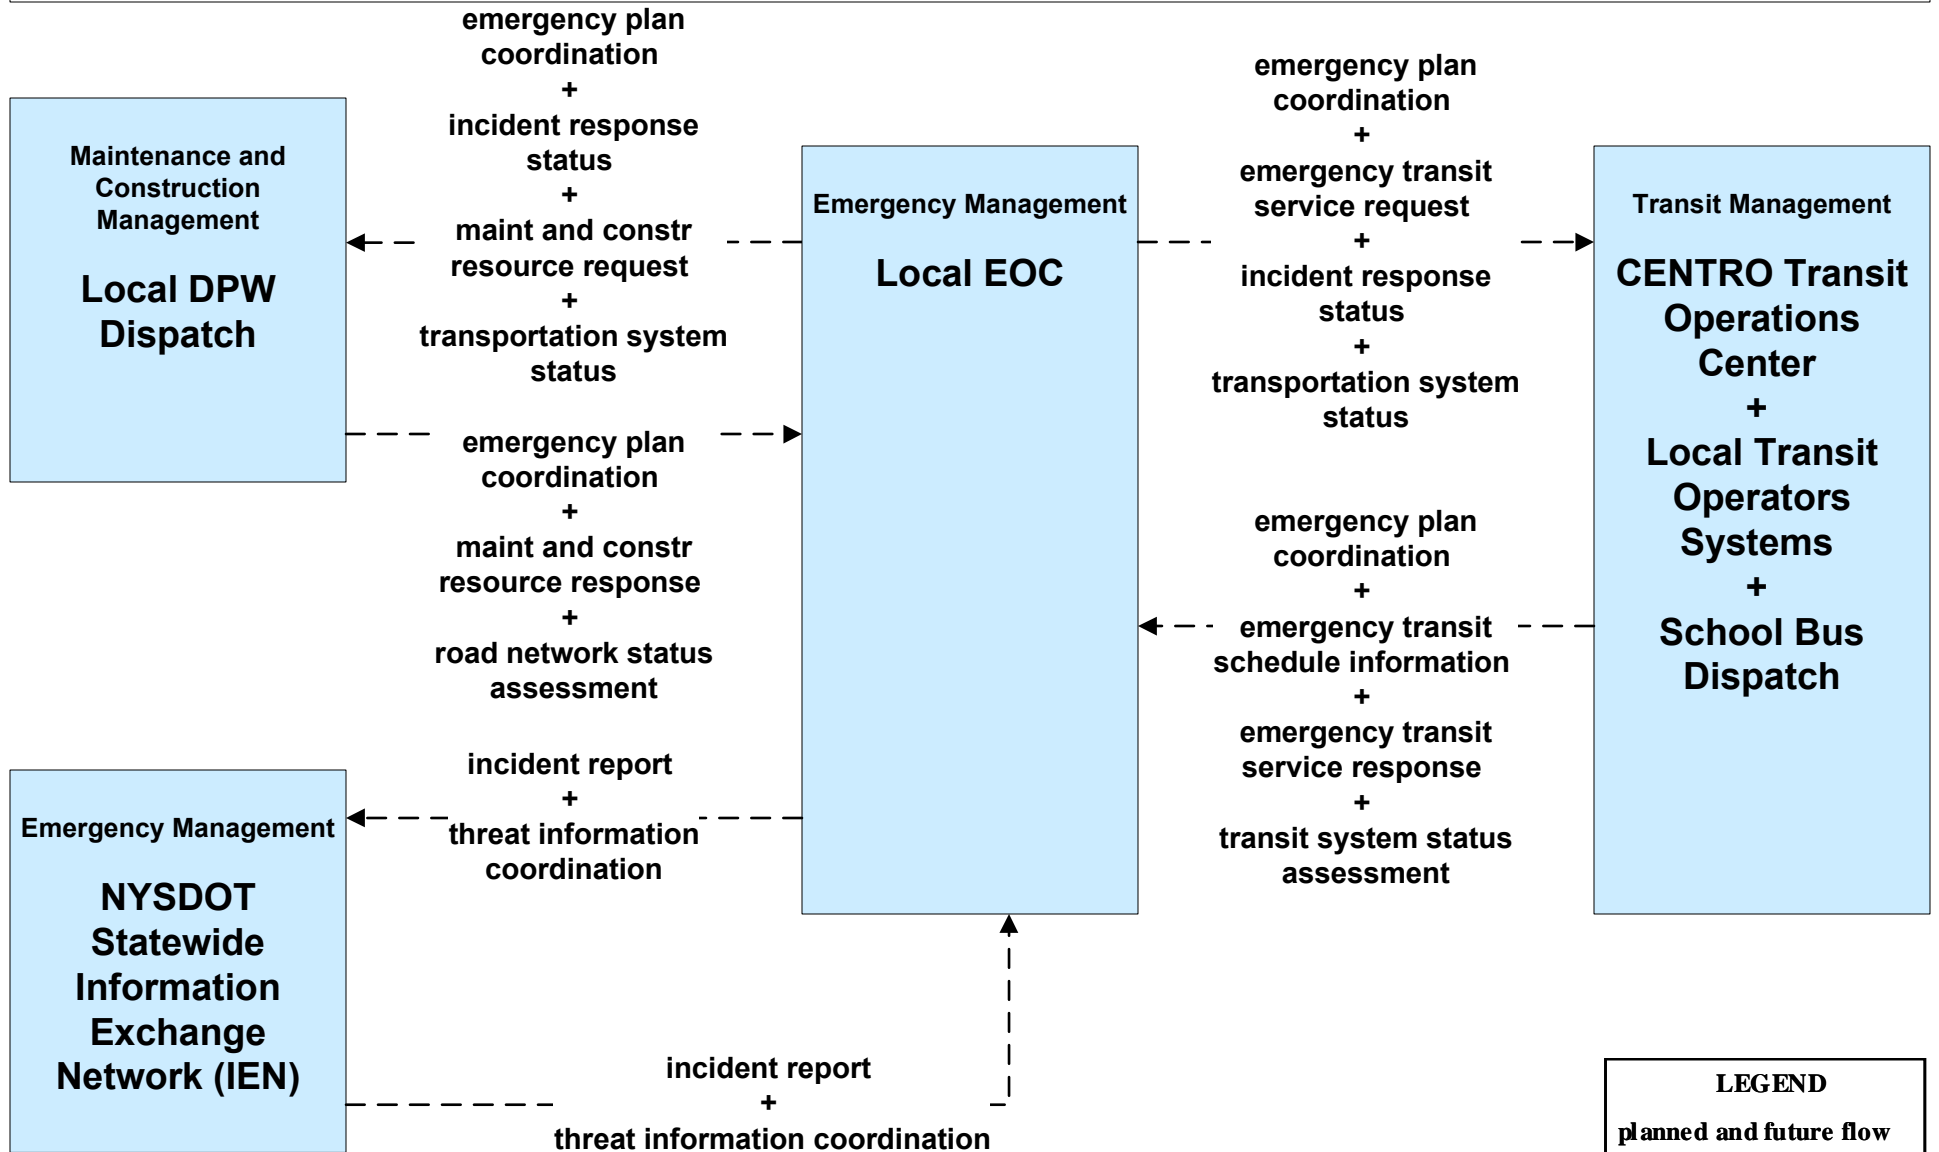 emergency plan
coordination
+
incident response
status
+
maint and constr
resource request
+
transportation system
status
Maintenance and
Construction
Management
Local DPW
Dispatch
emergency plan
coordination
+
maint and constr
resource response
+
road network status
assessment
Emergency Management
Local EOC
emergency plan
coordination
+
emergency transit
service request
+
incident response
status
+
transportation system
status
Transit Management
CENTRO Transit
Operations
Center
+
Local Transit
Operators
Systems
+
School Bus
Dispatch
emergency plan
coordination
+
emergency transit
schedule information
+
emergency transit
service response
+
transit system status
assessment
incident report
+
threat information
coordination
Emergency Management
NYSDOT
Statewide
Information
Exchange
Network (IEN)
incident report
+
threat information coordination
LEGEND
planned and future flow